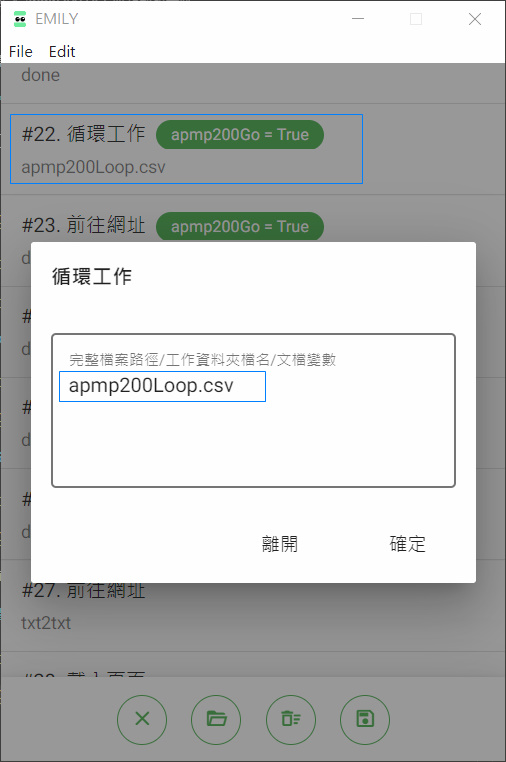 EMILY
File Edit
done
#22. 循環工作 apmp200Go = True
apmp200Loop.csv
#23. 前往網址 apmp200Go = True
d
循環工作
#
d
完整檔案路徑/工作資料夾檔名/文檔變數
apmp200Loop.csv
#
d
#
d
離開 確定
#27. 前往網址
txt2txt